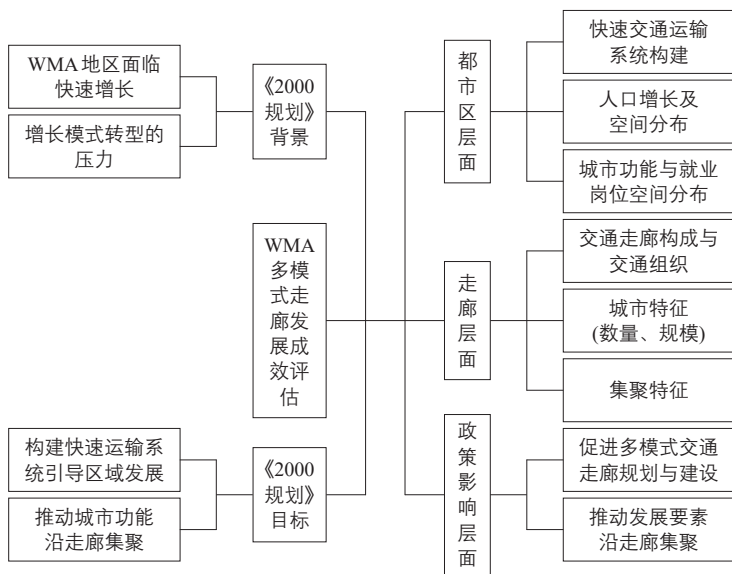 WMA地区面临
快速增长
增长模式转型的
压力
《2000
规划》
背景
WMA
多模
式走
廊发
展成
效评
估
构建快速运输系
统引导区域发展
推动城市功能
沿走廊集聚
《2000
规划》
目标
都
市
区
层
面
快速交通运输
系统构建
人口增长及
空间分布
城市功能与就业
岗位空间分布
走
廊
层
面
交通走廊构成与
交通组织
城市特征
(数量、规模)
集聚特征
政
策
影
响
层
面
促进多模式交通
走廊规划与建设
推动发展要素
沿走廊集聚